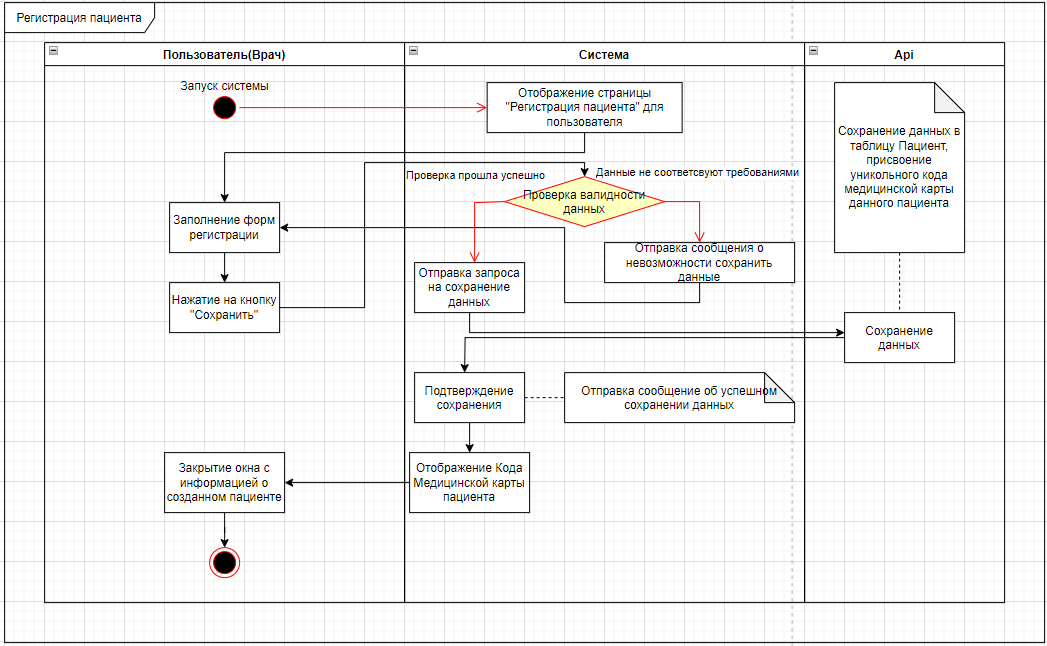 Регистрация пациента
Пользователь(Врач)
Система
Api
Запуск системы
Отображение страницы
"Регистрация пациента" для
пользователя
Сохранение данных в
таблицу Пациент,
присвоение
уникольного кода
медицинской карты
данного пациента
Проверка прошла успешно
Данные не соответсвуют требованиями
Проверка валидности
данных
Заполнение форм
регистрации
Отправка сообщения о
невозможности сохранить
данные
Отправка запроса
на сохранение
данных
Нажатие на кнопку
"Сохранить"
Сохранение
данных
Подтверждение
сохранения
Отправка сообщение об успешном
сохранении данных
Закрытие окна с
информацией о
созданном пациенте
Отображение Кода
Медицинской карты
пациента